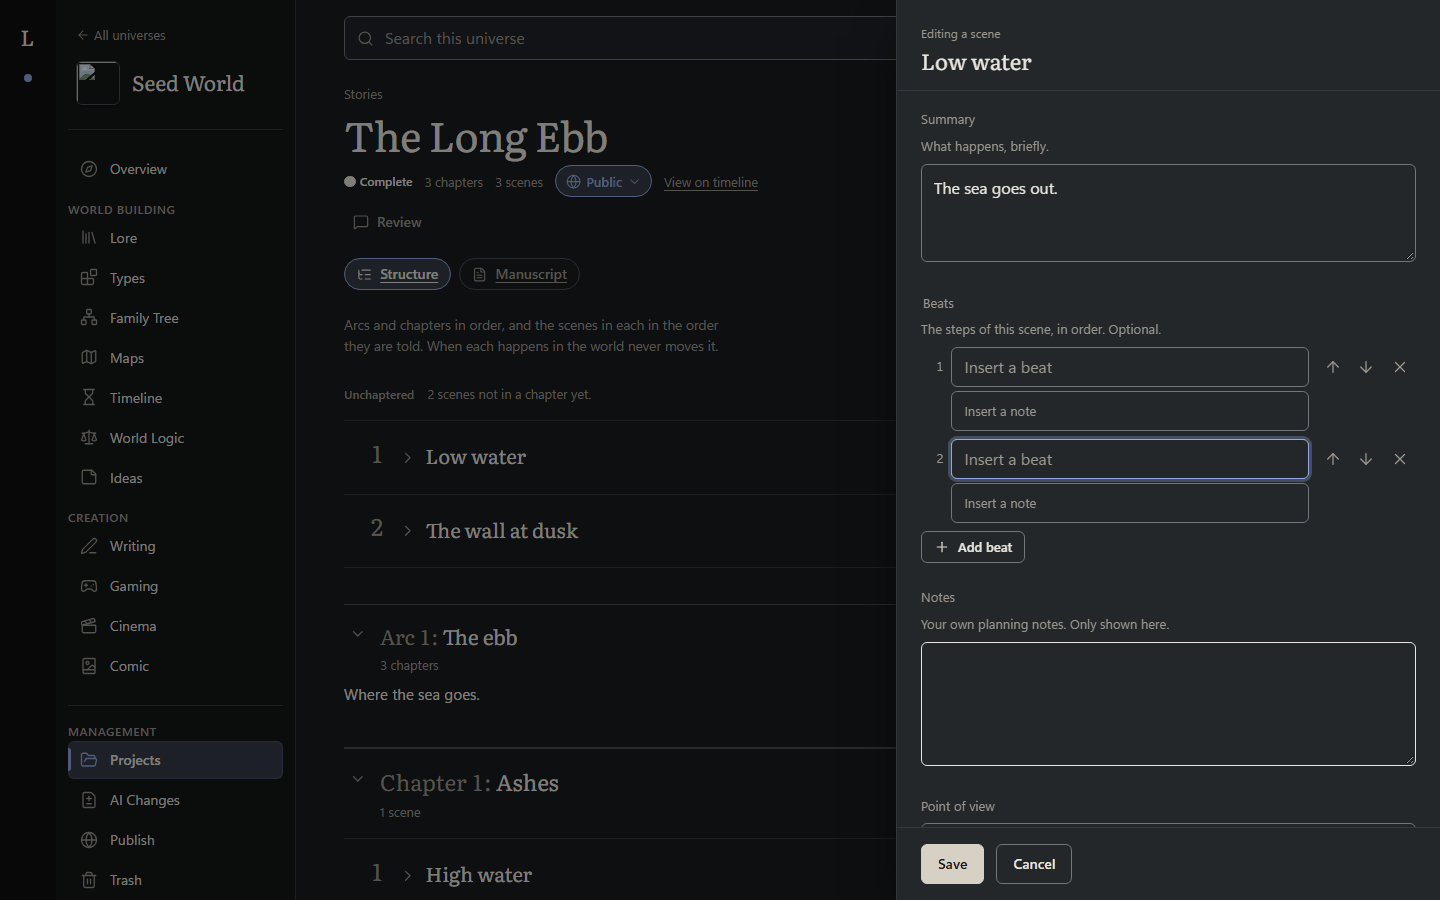 L
All universes
Seed World
Overview
WORLD BUILDING
Lore
Types
Family Tree
Maps
Timeline
World Logic
Ideas
CREATION
Writing
Gaming
Cinema
Comic
MANAGEMENT
Projects
AI Changes
Publish
Trash
Search this universe
Stories
The Long Ebb
Complete 3 chapters 3 scenes Public View on timeline
Review
Structure Manuscript
Arcs and chapters in order, and the scenes in each in the order
they are told. When each happens in the world never moves it.
Unchaptered 2 scenes not in a chapter yet.
1 Low water
2 The wall at dusk
Arc 1: The ebb
3 chapters
Where the sea goes.
Chapter 1: Ashes
1 scene
1 High water
Editing a scene
Low water
Summary
What happens, briefly.
The sea goes out.
Beats
The steps of this scene, in order. Optional.
1 Insert a beat
Insert a note
2 Insert a beat
Insert a note
Add beat
Notes
Your own planning notes. Only shown here.
Point of view
Save Cancel